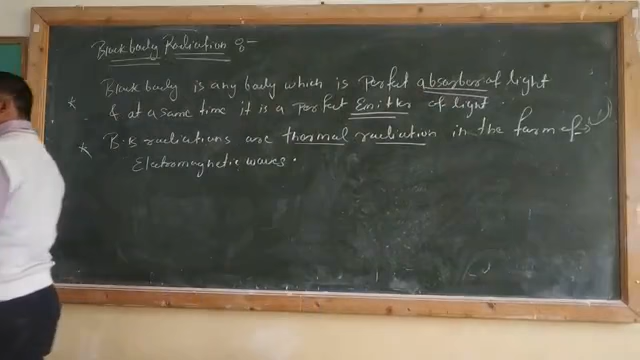 Black body Radiation :-
* Black body is any body which is Perfect absorber of light
& at a same time it is a Perfect Emitter of light.
* B.B radiations are thermal radiation in the form of
Electromagnetic waves.